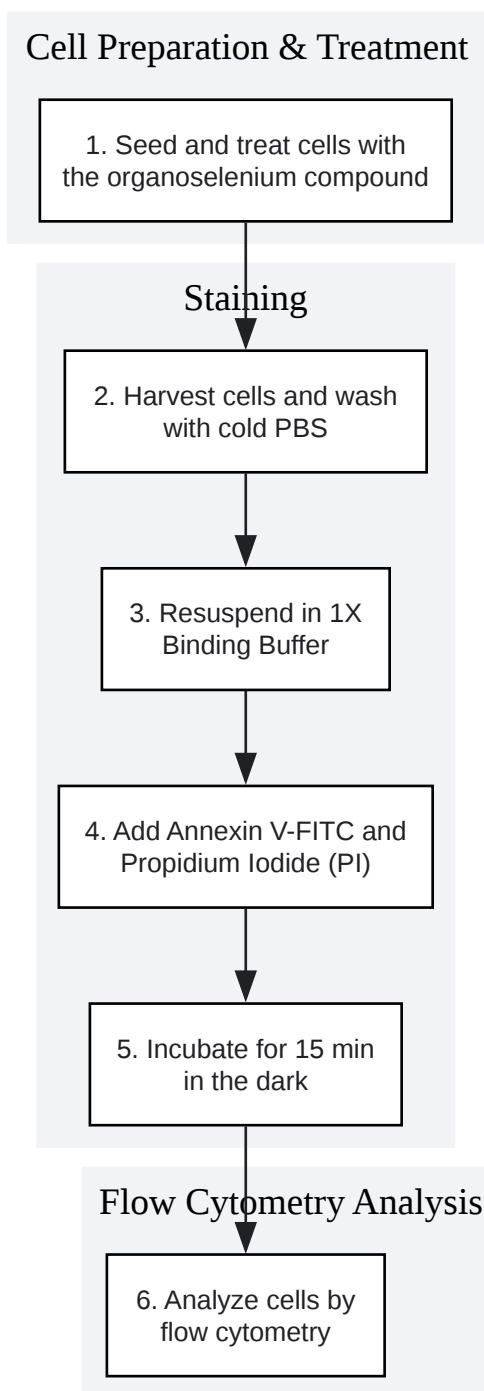 Cell Preparation & Treatment
1. Seed and treat cells with
the organoselenium compound
Staining
2. Harvest cells and wash
with cold PBS
3. Resuspend in 1X
Binding Buffer
4. Add Annexin V-FITC and
Propidium Iodide (PI)
5. Incubate for 15 min
in the dark
Flow Cytometry Analysis
6. Analyze cells by
flow cytometry